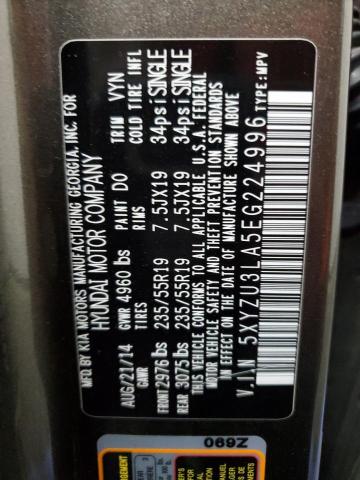 MFD BY KIA MOTORS MANUFACTURING GEORGIA, INC. FOR
HYUNDAI MOTOR COMPANY
AUG/21/14 PAINT DO TRIM VYN
GVWR 4960 lbs
GAWR TIRES RIMS COLD TIRE INFL
FRONT 2976 lbs 235/55R19 7.5JX19 34psi SINGLE
REAR 3075 lbs 235/55R19 7.5JX19 34psi SINGLE
THIS VEHICLE CONFORMS TO ALL APPLICABLE U.S.A. FEDERAL
MOTOR VEHICLE SAFETY AND THEFT PREVENTION STANDARDS
IN EFFECT ON THE DATE OF MANUFACTURE SHOWN ABOVE
V.I.N 5XYZU3LA5EG224996 TYPE:MPV
069Z